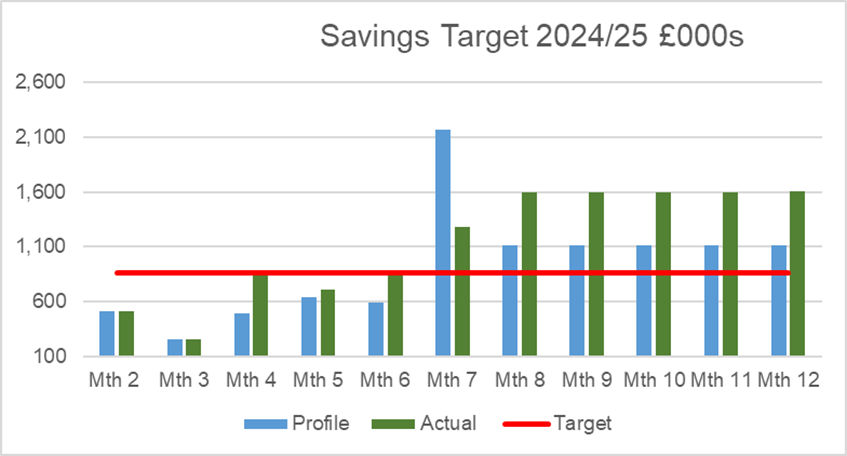 Savings Target 2024/25 £000s
2,600
2,100
1,600
1,100
600
100
Mth 2 Mth 3 Mth 4 Mth 5 Mth 6 Mth 7 Mth 8 Mth 9 Mth 10 Mth 11 Mth 12
Profile Actual Target